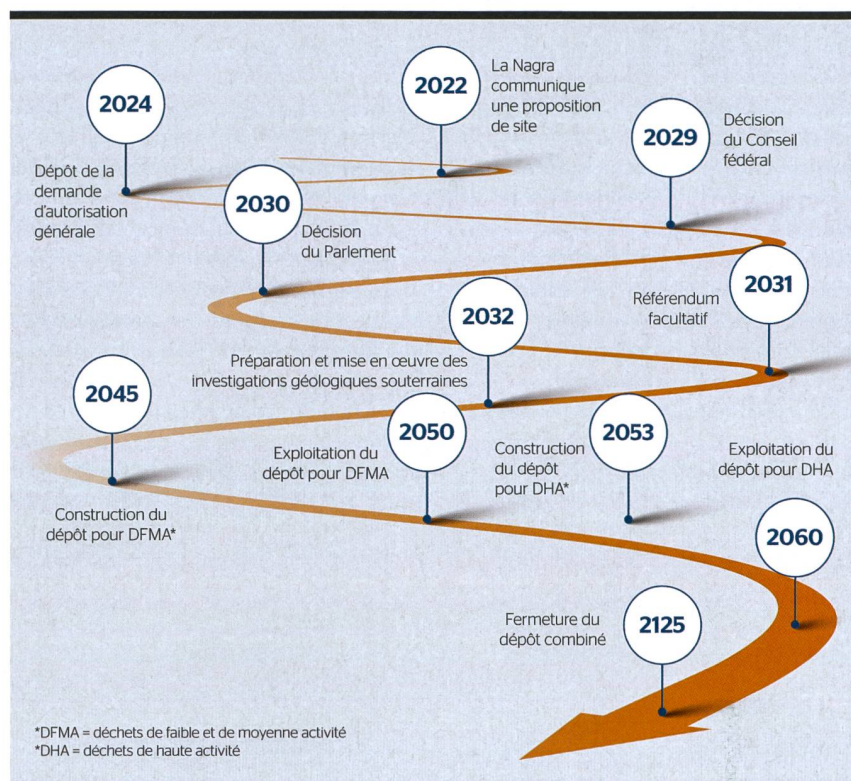 2022
La Nagra
communique
une proposition
de site
2024
Dépôt de la
demande
d'autorisation
générale
2029
Décision
du Conseil
fédéral
2030
Décision
du Parlement
2031
Référendum
facultatif
2032
Préparation et mise en œuvre des
investigations géologiques souterraines
2045
Construction du
dépôt pour DFMA*
2050
Exploitation du
dépôt pour DFMA
2053
Construction
du dépôt
pour DHA*
2060
Exploitation du
dépôt pour DHA
2125
Fermeture du
dépôt combiné
*DFMA = déchets de faible et de moyenne activité
*DHA = déchets de haute activité